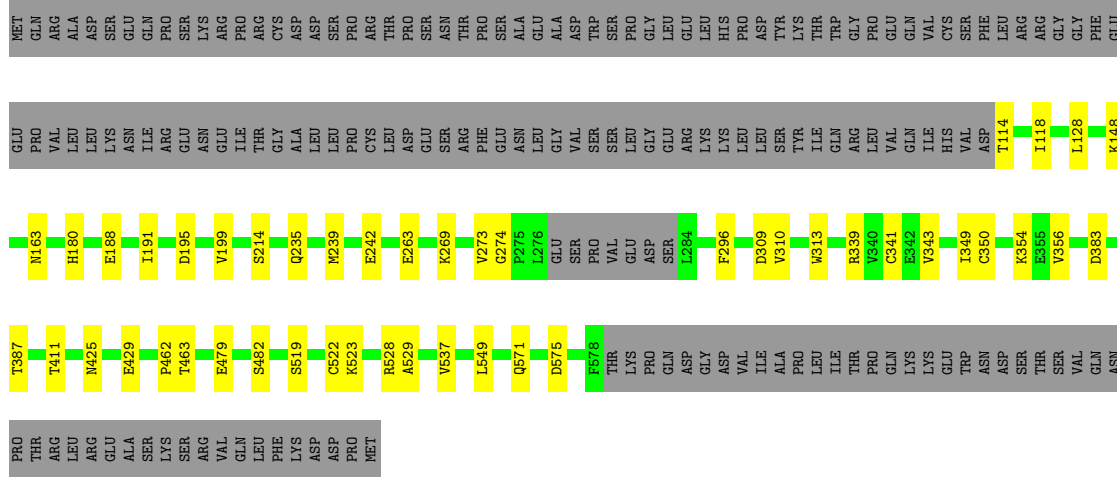 MET GLN ARG ALA ASP SER GLU GLN PRO SER LYS ARG PRO ARG CYS ASP ASP SER PRO ARG THR PRO SER ASN THR PRO SER ALA GLU ALA ASP TRP SER PRO GLY LEU GLU LEU HIS PRO ASP TYR LYS THR TRP GLY PRO GLU GLN VAL CYS SER PHE LEU ARG ARG GLY GLY PHE GLU
GLU PRO VAL LEU LEU LYS ASN ILE ARG GLU ASN GLU ILE THR GLY ALA LEU LEU PRO CYS LEU ASP GLU SER ARG PHE GLU ASN LEU GLY VAL SER SER LEU GLY GLU ARG LYS LYS LEU LEU SER TYR ILE GLN ARG LEU VAL GLN ILE HIS VAL ASP T114 I118 L128 K148
N163 H180 E188 I191 D195 V199 S214 Q235 M239 E242 E263 K269 V273 G274 P275 L276 GLU SER PRO VAL GLU ASP SER L284 F296 D309 V310 W313 R339 V340 C341 E342 V343 I349 C350 K354 E355 V356 D383
T387 T411 N425 E429 P462 T463 E479 S482 S519 C522 K523 R528 A529 V537 L549 Q571 D575 F578 THR LYS PRO GLN ASP GLY ASP VAL ILE ALA PRO LEU ILE THR PRO GLN LYS LYS GLU TRP ASN ASP SER THR SER VAL GLN ASN
PRO THR ARG LEU ARG GLU ALA SER LYS SER ARG VAL GLN LEU PHE LYS ASP ASP PRO MET